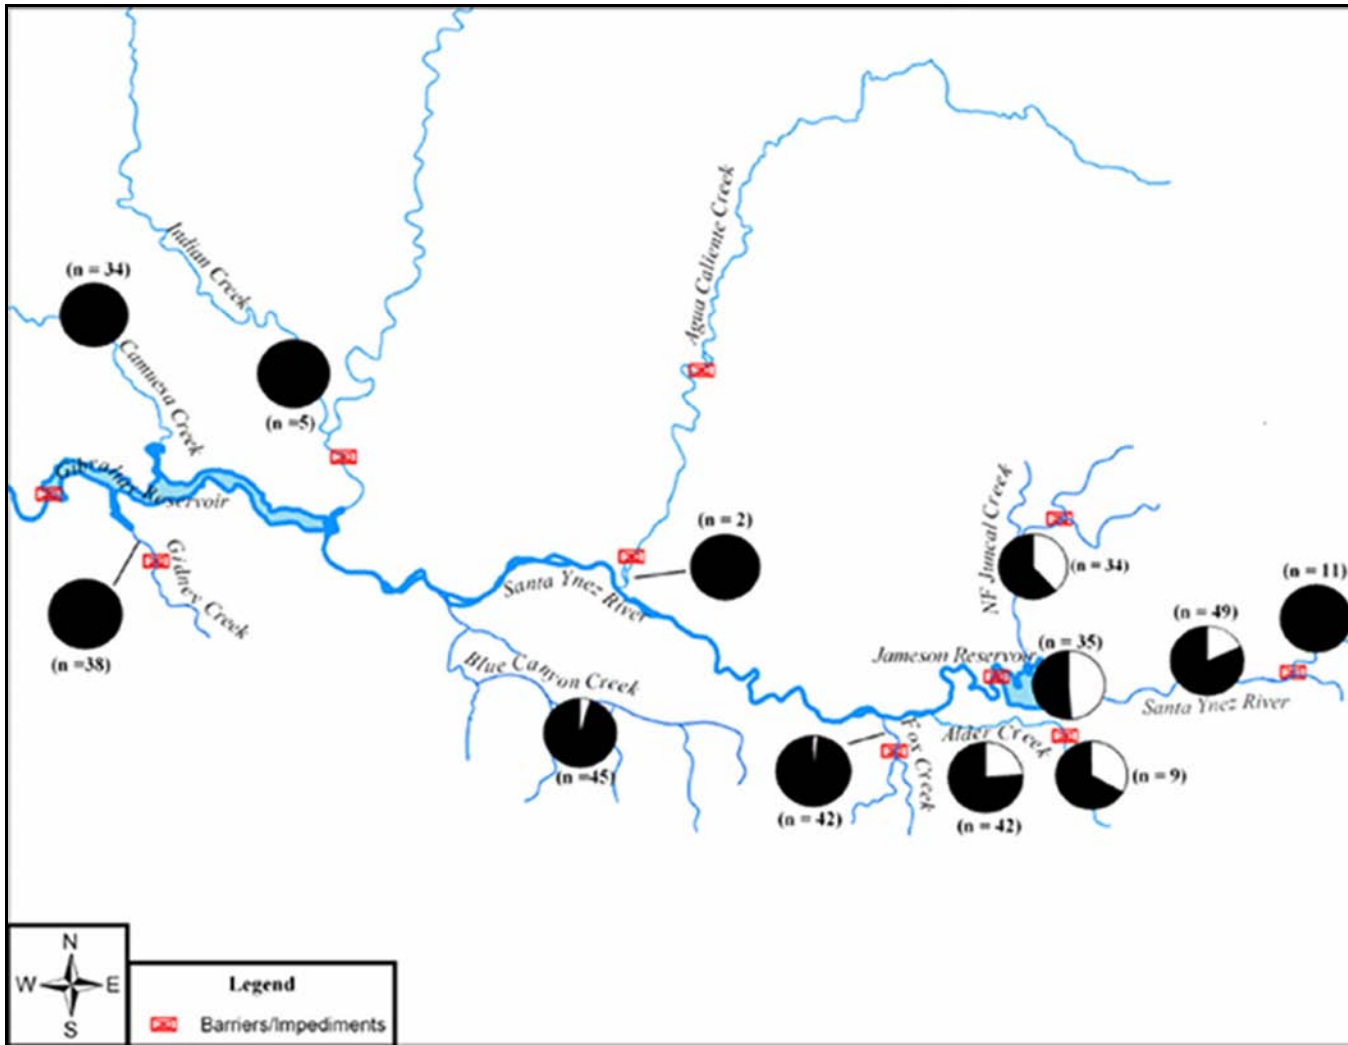 Indian Creek
Agua Caliente Creek
(n = 34)
Camuesa Creek
(n =5)
Gibraltar Reservoir
Gidney Creek
(n =38)
NF Juncal Creek
(n = 2)
Santa Ynez River
(n = 34)
(n = 11)
(n = 49)
(n = 35)
Jameson Reservoir
Santa Ynez River
Blue Canyon Creek
(n =45)
Fox Creek
Alder Creek
(n = 9)
(n = 42)
(n = 42)
N
W E
S
Legend
Barriers/Impediments